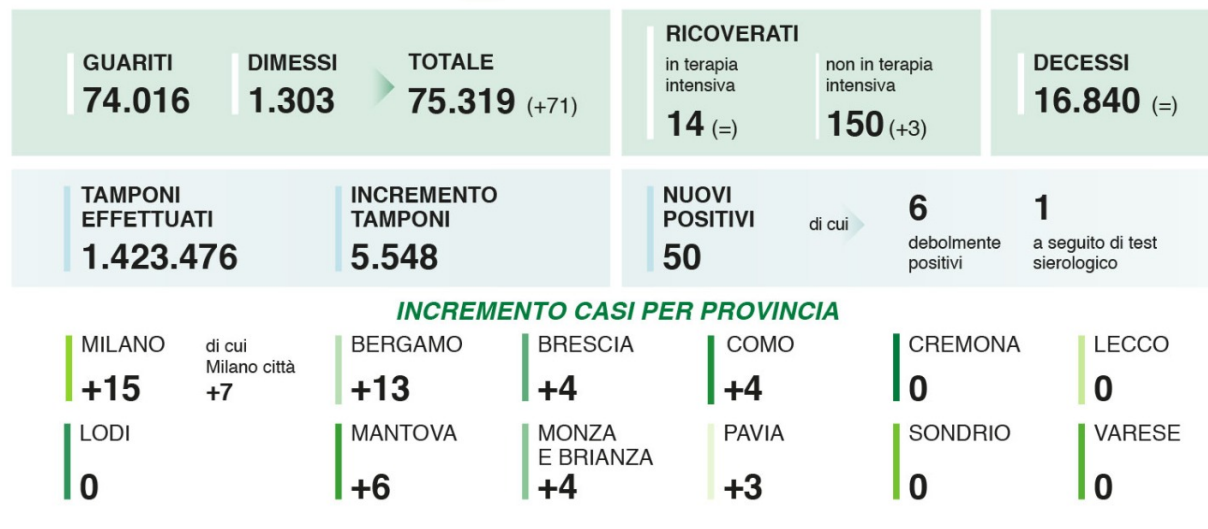 GUARITI
74.016
DIMESSI
1.303
TOTALE
75.319 (+71)
RICOVERATI
in terapia
intensiva
14 (=)
non in terapia
intensiva
150 (+3)
DECESSI
16.840 (=)
TAMPONI
EFFETTUATI
1.423.476
INCREMENTO
TAMPONI
5.548
NUOVI
POSITIVI
50
di cui
6
debolmente
positivi
1
a seguito di test
sierologico
INCREMENTO CASI PER PROVINCIA
MILANO
+15
di cui
Milano città
+7
BERGAMO
+13
BRESCIA
+4
COMO
+4
CREMONA
0
LECCO
0
LODI
0
MANTOVA
+6
MONZA
E BRIANZA
+4
PAVIA
+3
SONDRIO
0
VARESE
0